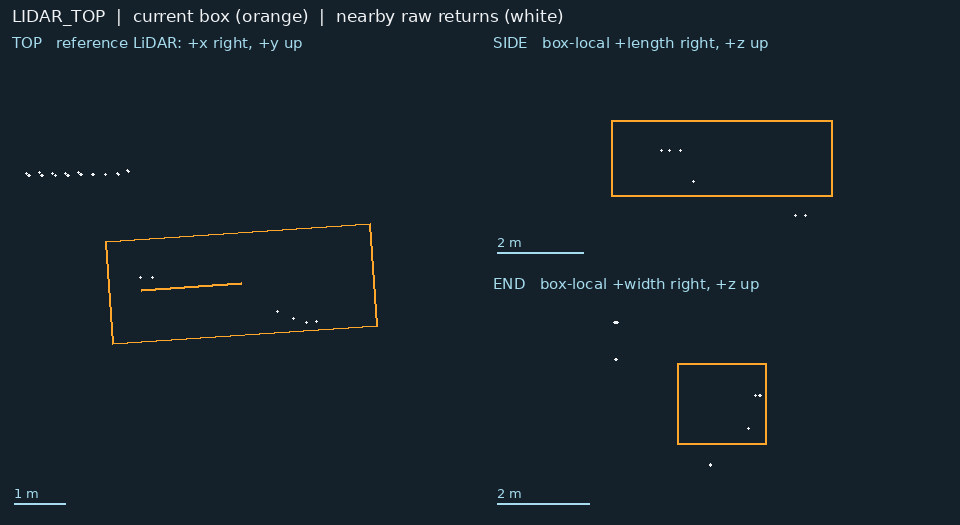 LIDAR_TOP | current box (orange) | nearby raw returns (white)
TOP reference LiDAR: +x right, +y up
SIDE box-local +length right, +z up
2 m
END box-local +width right, +z up
1 m
2 m